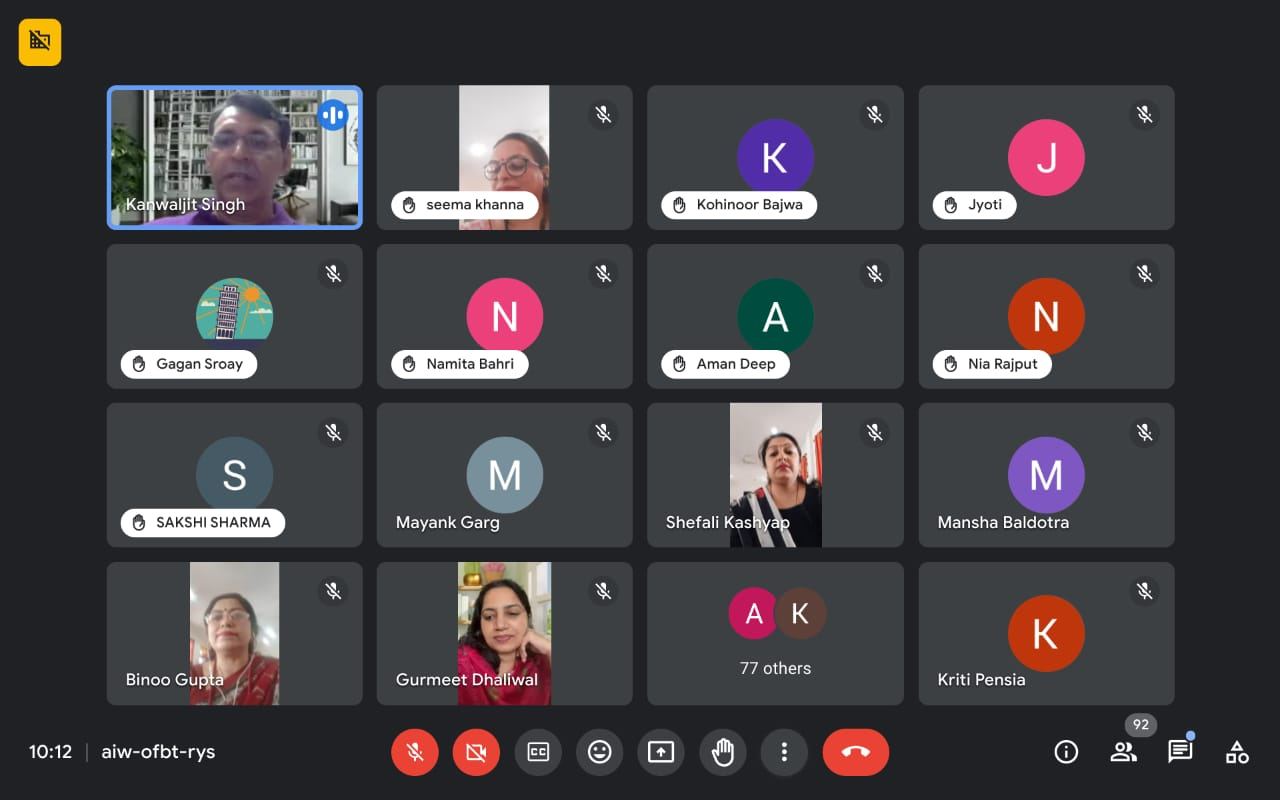 Kanwaljit Singh
seema khanna
K
Kohinoor Bajwa
J
Jyoti
Gagan Sroay
N
Namita Bahri
A
Aman Deep
N
Nia Rajput
S
SAKSHI SHARMA
M
Mayank Garg
Shefali Kashyap
M
Mansha Baldotra
Binoo Gupta
Gurmeet Dhaliwal
A K
77 others
K
Kriti Pensia
10:12 | aiw-ofbt-rys
CC
92